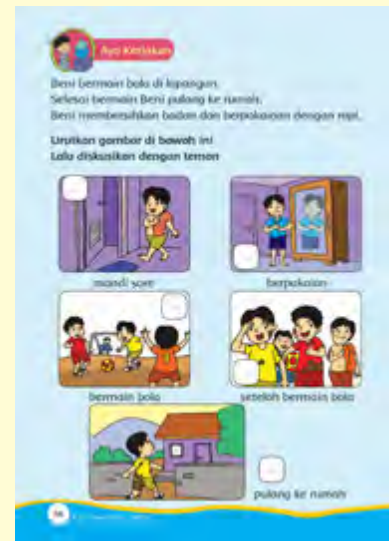 Ayo Kerjakan
Beni bermain bola di lapangan.
Selesai bermain Beni pulang ke rumah.
Beni membersihkan badan dan berpakaian dengan rapi.
Urutkan gambar di bawah ini
Lalu diskusikan dengan teman
mandi sore
berpakaian
bermain bola
setelah bermain bola
pulang ke rumah